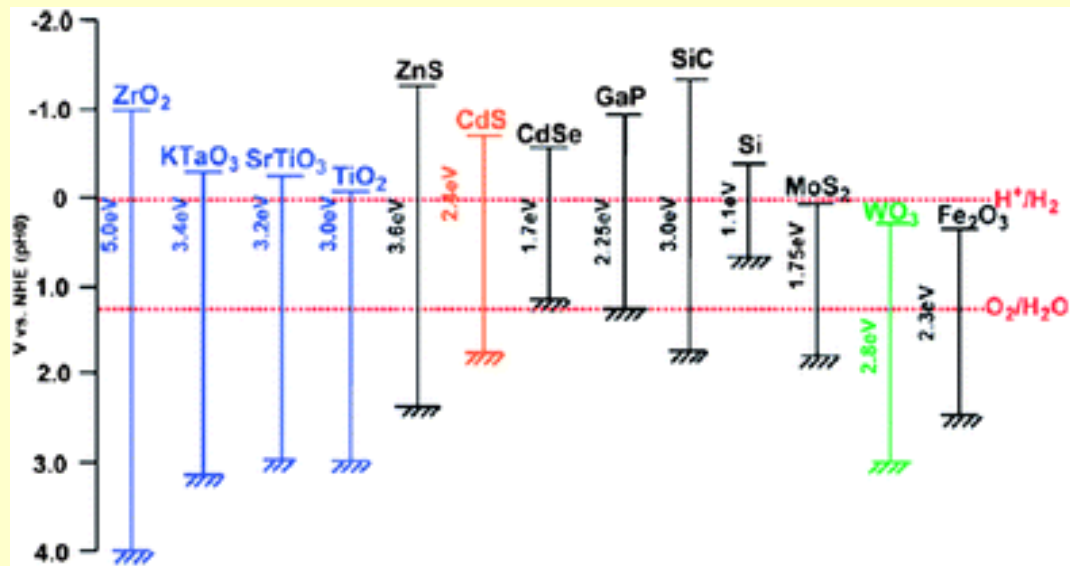 -2.0
-1.0
0
1.0
2.0
3.0
4.0
V vs. NHE (pH0)
ZrO2
5.0eV
KTaO3
3.4eV
SrTiO3
3.2eV
TiO2
3.0eV
ZnS
3.6eV
CdS
2.4eV
CdSe
1.7eV
GaP
2.25eV
SiC
3.0eV
Si
1.1eV
MoS2
1.75eV
WO3
2.8eV
Fe2O3
2.3eV
H+/H2
O2/H2O